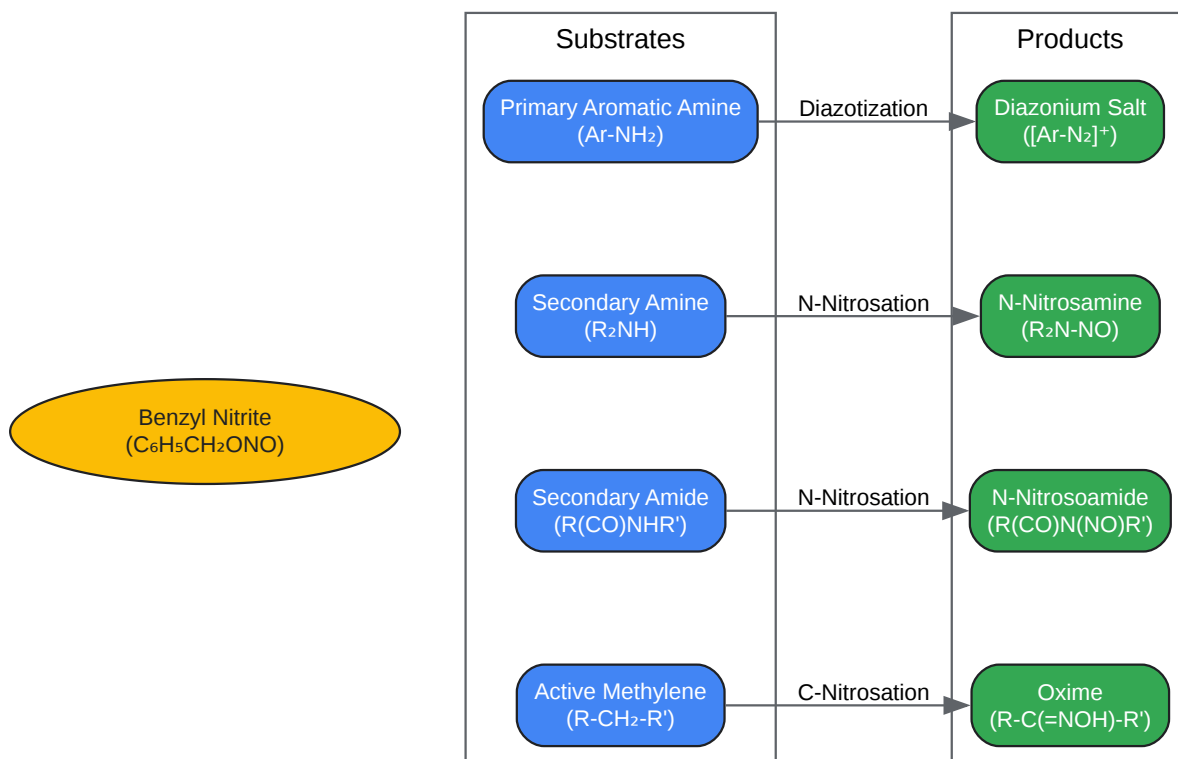 Substrates
Products
Primary Aromatic Amine
(Ar-NH₂)
Diazotization
Diazonium Salt
([Ar-N₂]⁺)
Secondary Amine
(R₂NH)
N-Nitrosation
N-Nitrosamine
(R₂N-NO)
Benzyl Nitrite
(C₆H₅CH₂ONO)
Secondary Amide
(R(CO)NHR')
N-Nitrosation
N-Nitrosoamide
(R(CO)N(NO)R')
Active Methylene
(R-CH₂-R')
C-Nitrosation
Oxime
(R-C(=NOH)-R')